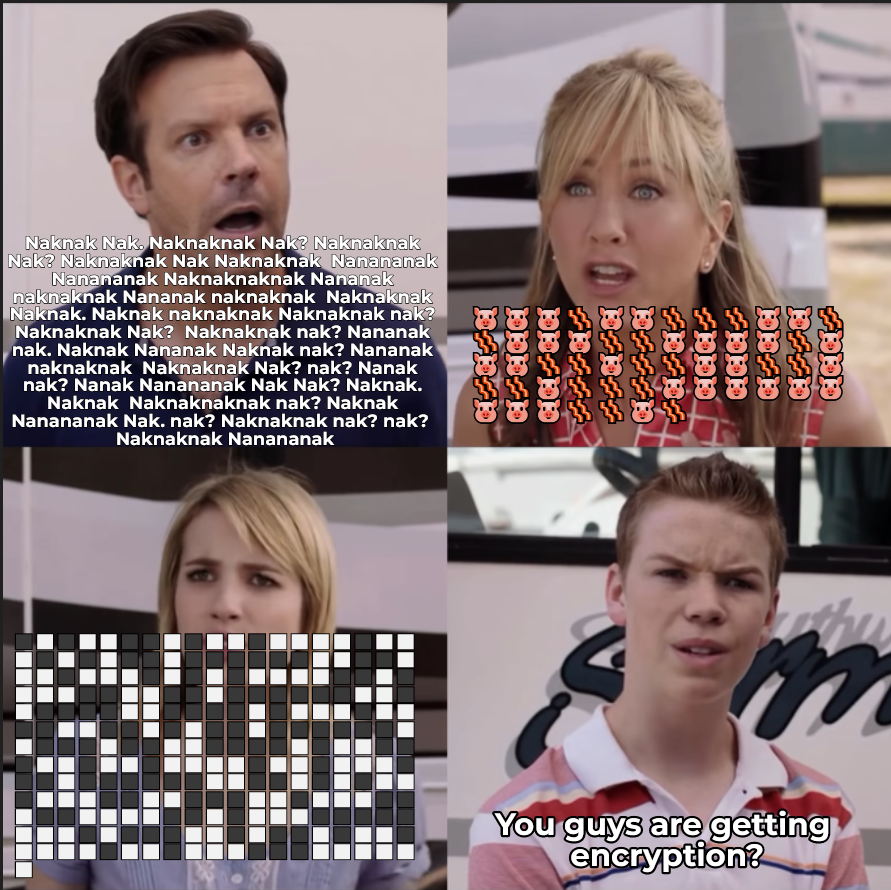 Naknak Nak. Naknaknak Nak? Naknaknak
Nak? Naknaknak Nak Naknaknak  Nanananak
Nanananak Naknaknaknak Nananak
naknaknak Nananak naknaknak  Naknaknak
Naknak. Naknak naknaknak Naknaknak nak?
Naknaknak Nak?  Naknaknak nak? Nananak
nak. Naknak Nananak Naknak nak? Nananak
naknaknak  Naknaknak Nak? nak? Nanak
nak? Nanak Nanananak Nak Nak? Naknak.
Naknak  Naknaknaknak nak? Naknak
Nanananak Nak. nak? Naknaknak nak? nak?
Naknaknak Nanananak
You guys are getting
encryption?